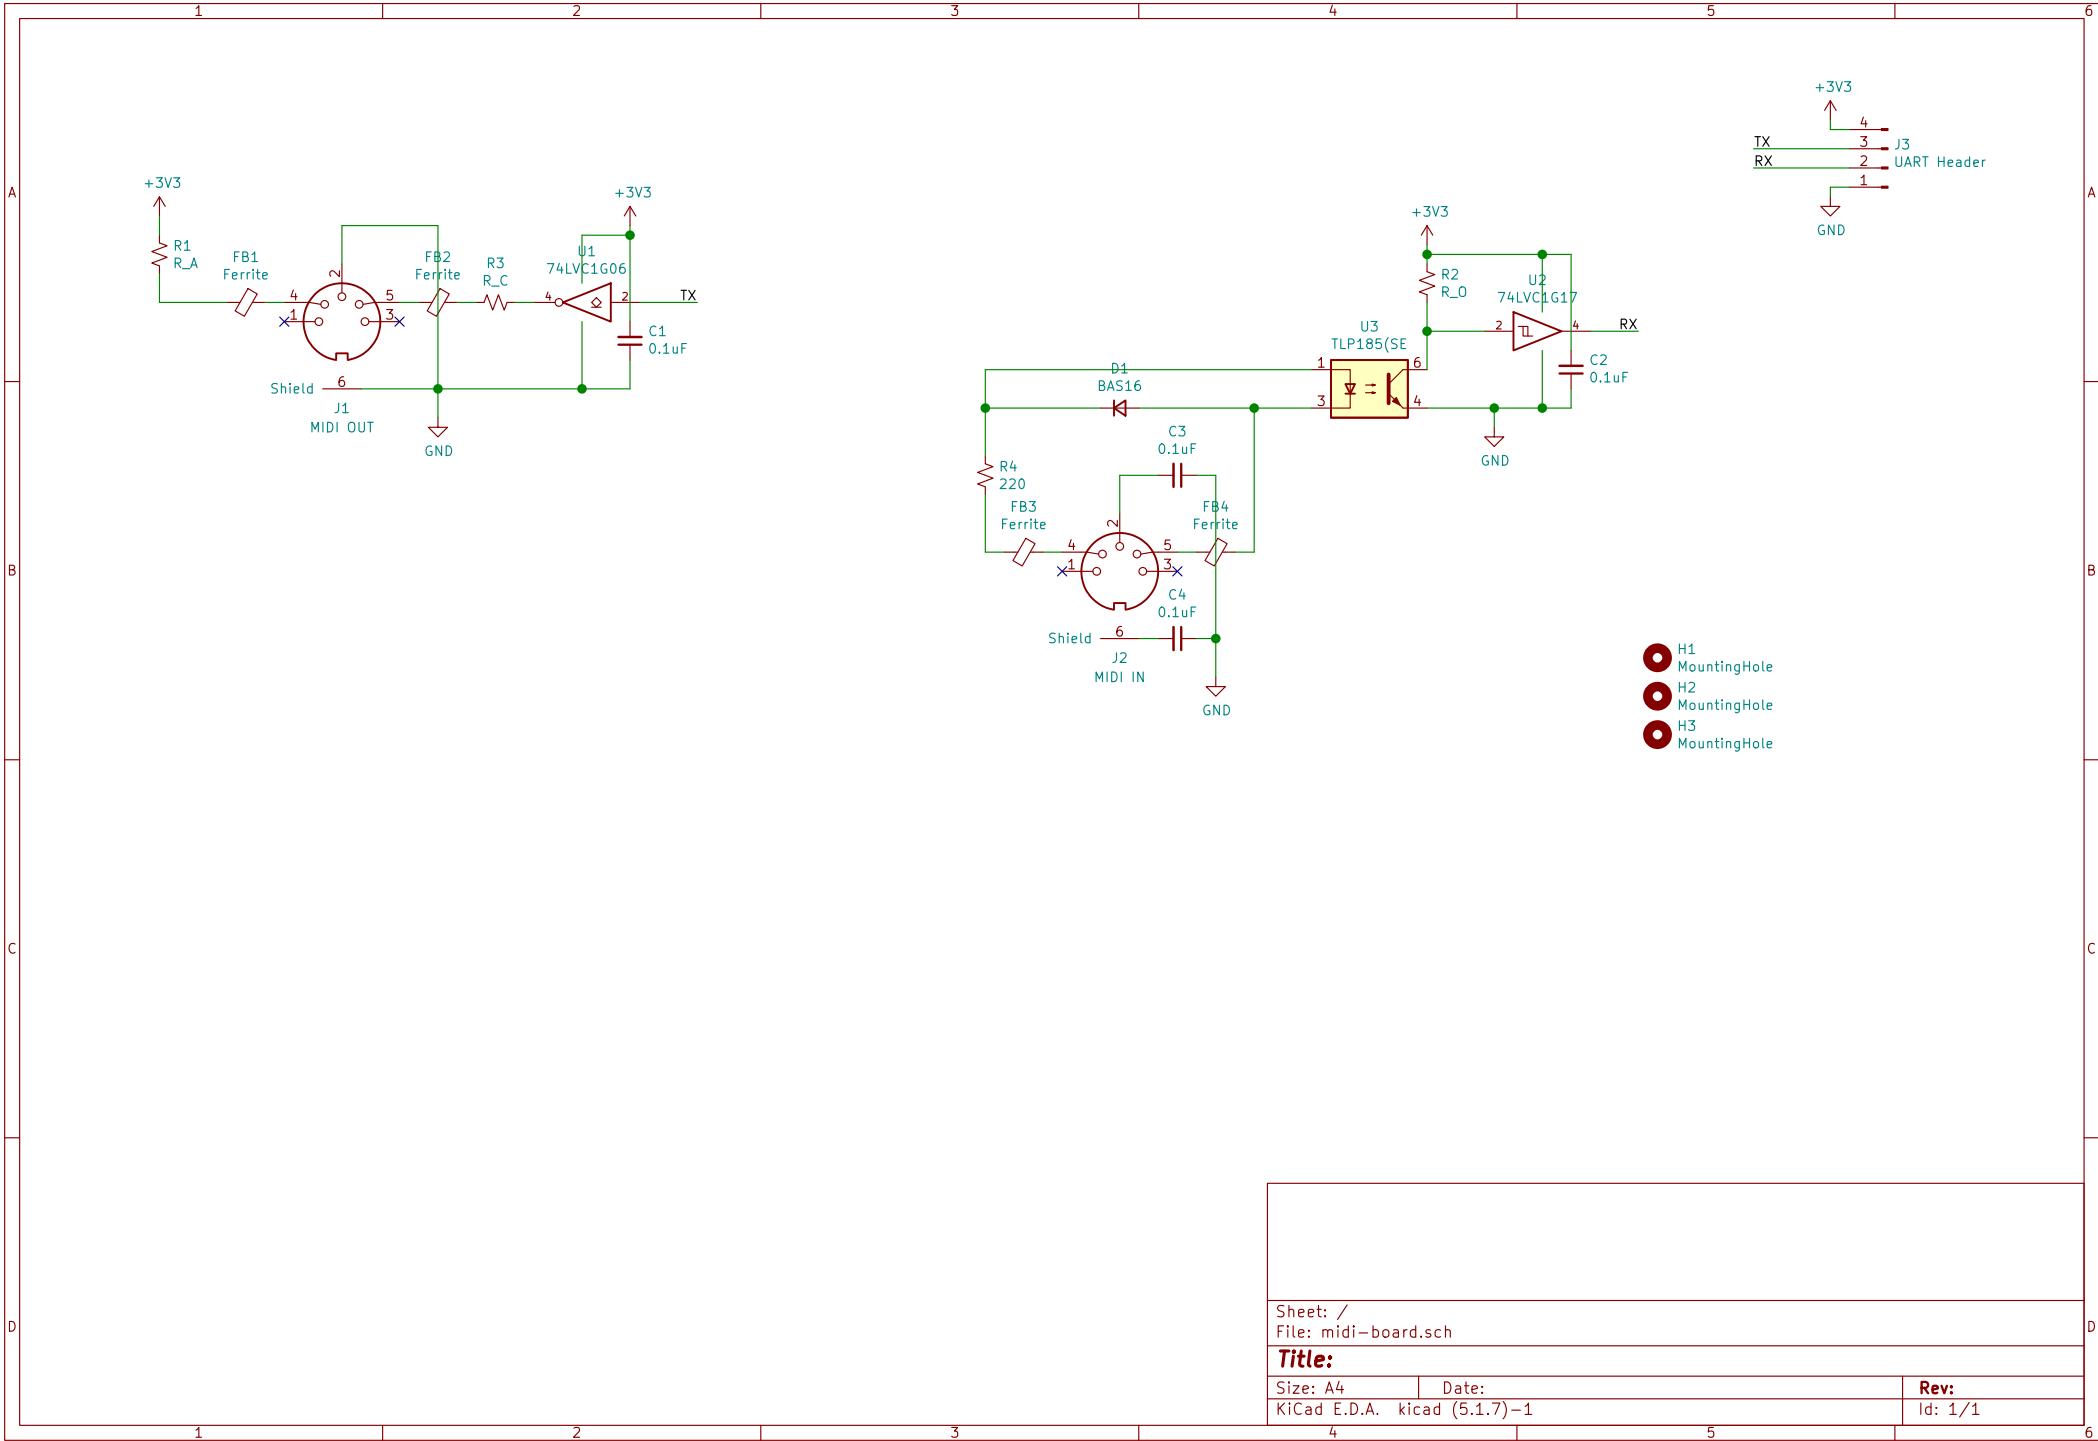 1 2 3 4 5 6
A
B
C
D
+3V3
R1
R_A
FB1
Ferrite
4
1
2
5
3
FB2
Ferrite
R3
R_C
+3V3
U1
74LVC1G06
4
2
TX
C1
0.1uF
Shield
6
J1
MIDI OUT
GND
D1
BAS16
R4
220
FB3
Ferrite
C3
0.1uF
FB4
Ferrite
2
4
1
5
3
C4
0.1uF
Shield
6
J2
MIDI IN
GND
+3V3
R2
R_O
U3
TLP185(SE
1
3
6
4
U2
74LVC1G17
2
4
RX
C2
0.1uF
GND
+3V3
4
TX
3
RX
2
1
J3
UART Header
GND
H1
MountingHole
H2
MountingHole
H3
MountingHole
A
B
C
D
Sheet: /
File: midi-board.sch
Title:
Size: A4
Date:
Rev:
KiCad E.D.A. kicad (5.1.7)-1
Id: 1/1
1 2 3 4 5 6